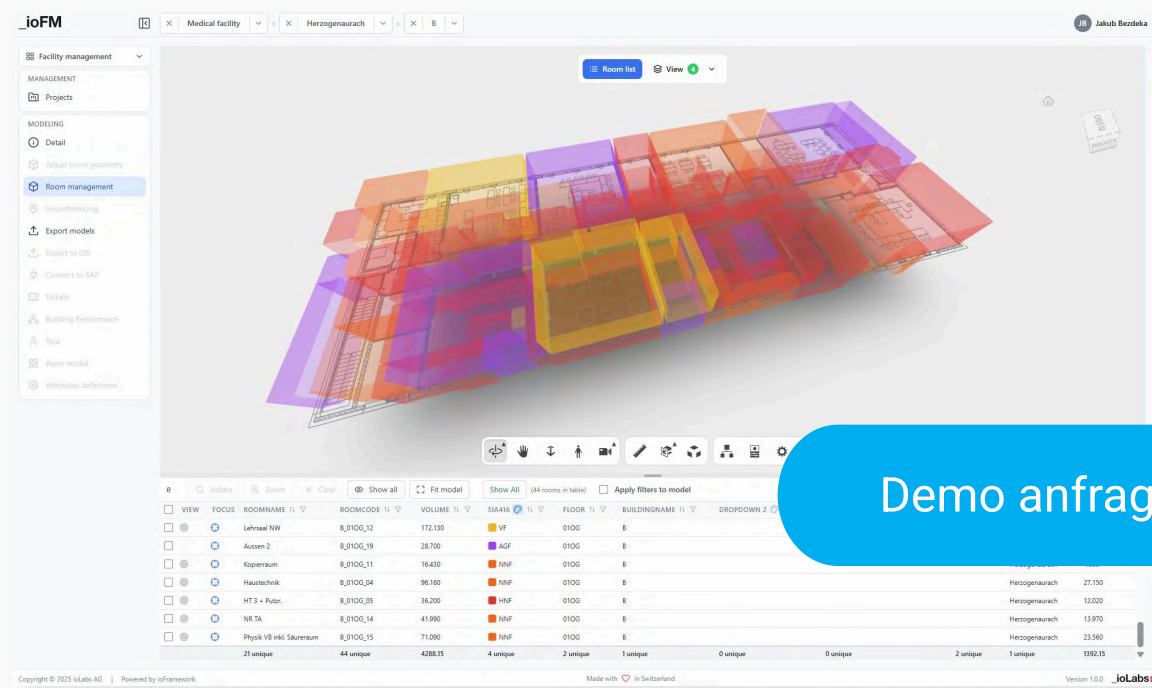 _ioFM
Medical facility
Herzogenaurach
B
JB Jakub Bezdeka
Facility management
MANAGEMENT
Projects
MODELING
Detail
Adjust room geometry
Room management
Georeferencing
Export models
Export to GIS
Connect to SAP
Tickets
Building Performance
Tour
Asset modul
Attributes definitions
Room list View 4
OBEN
Isolate Zoom Clear Show all Fit model Show All (44 rooms in table) Apply filters to model
VIEW FOCUS ROOMNAME ROOMCODE VOLUME SIA416 FLOOR BUILDINGNAME DROPDOWN 2
Lehrsaal NW B_01OG_12 172.130 VF 01OG B
Aussen 2 B_01OG_19 28.700 AGF 01OG B
Kopierraum B_01OG_11 16.430 NNF 01OG B Herzogenaurach
Haustechnik B_01OG_04 96.160 NNF 01OG B Herzogenaurach 27.150
HT 3 + Putzr. B_01OG_05 36.200 HNF 01OG B Herzogenaurach 12.020
NR TA B_01OG_14 41.990 NNF 01OG B Herzogenaurach 13.970
Physik VB inkl. Säureraum B_01OG_15 71.090 NNF 01OG B Herzogenaurach 23.560
21 unique 44 unique 4288.15 4 unique 2 unique 1 unique 0 unique 0 unique 2 unique 1 unique 1392.15
Demo anfrag
Copyright © 2025 ioLabs AG | Powered by ioFramework
Made with ♡ in Switzerland
Version 1.0.0 _ioLabs